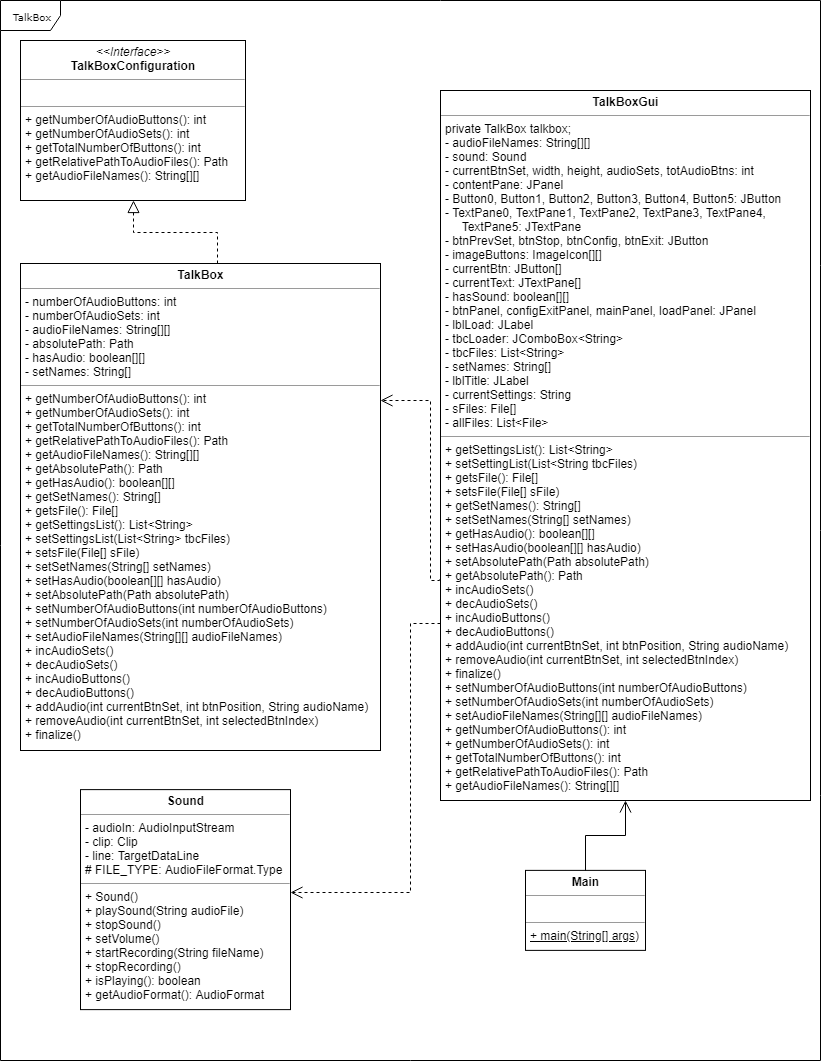 TalkBox
<<Interface>>
TalkBoxConfiguration
+ getNumberOfAudioButtons(): int
+ getNumberOfAudioSets(): int
+ getTotalNumberOfButtons(): int
+ getRelativePathToAudioFiles(): Path
+ getAudioFileNames(): String[][]
TalkBox
- numberOfAudioButtons: int
- numberOfAudioSets: int
- audioFileNames: String[][]
- absolutePath: Path
- hasAudio: boolean[][]
- setNames: String[]
+ getNumberOfAudioButtons(): int
+ getNumberOfAudioSets(): int
+ getTotalNumberOfButtons(): int
+ getRelativePathToAudioFiles(): Path
+ getAudioFileNames(): String[][]
+ getAbsolutePath(): Path
+ getHasAudio(): boolean[][]
+ getSetNames(): String[]
+ getsFile(): File[]
+ getSettingsList(): List<String>
+ setSettingsList(List<String> tbcFiles)
+ setsFile(File[] sFile)
+ setSetNames(String[] setNames)
+ setHasAudio(boolean[][] hasAudio)
+ setAbsolutePath(Path absolutePath)
+ setNumberOfAudioButtons(int numberOfAudioButtons)
+ setNumberOfAudioSets(int numberOfAudioSets)
+ setAudioFileNames(String[][] audioFileNames)
+ incAudioSets()
+ decAudioSets()
+ incAudioButtons()
+ decAudioButtons()
+ addAudio(int currentBtnSet, int btnPosition, String audioName)
+ removeAudio(int currentBtnSet, int selectedBtnIndex)
+ finalize()
Sound
- audioIn: AudioInputStream
- clip: Clip
- line: TargetDataLine
# FILE_TYPE: AudioFileFormat.Type
+ Sound()
+ playSound(String audioFile)
+ stopSound()
+ setVolume()
+ startRecording(String fileName)
+ stopRecording()
+ isPlaying(): boolean
+ getAudioFormat(): AudioFormat
TalkBoxGui
private TalkBox talkbox;
- audioFileNames: String[][]
- sound: Sound
- currentBtnSet, width, height, audioSets, totAudioBtns: int
- contentPane: JPanel
- Button0, Button1, Button2, Button3, Button4, Button5: JButton
- TextPane0, TextPane1, TextPane2, TextPane3, TextPane4,
TextPane5: JTextPane
- btnPrevSet, btnStop, btnConfig, btnExit: JButton
- imageButtons: ImageIcon[][]
- currentBtn: JButton[]
- currentText: JTextPane[]
- hasSound: boolean[][]
- btnPanel, configExitPanel, mainPanel, loadPanel: JPanel
- lblLoad: JLabel
- tbcLoader: JComboBox<String>
- tbcFiles: List<String>
- setNames: String[]
- lblTitle: JLabel
- currentSettings: String
- sFiles: File[]
- allFiles: List<File>
+ getSettingsList(): List<String>
+ setSettingList(List<String tbcFiles)
+ getsFile(): File[]
+ setsFile(File[] sFile)
+ getSetNames(): String[]
+ setSetNames(String[] setNames)
+ getHasAudio(): boolean[][]
+ setHasAudio(boolean[][] hasAudio)
+ setAbsolutePath(Path absolutePath)
+ getAbsolutePath(): Path
+ incAudioSets()
+ decAudioSets()
+ incAudioButtons()
+ decAudioButtons()
+ addAudio(int currentBtnSet, int btnPosition, String audioName)
+ removeAudio(int currentBtnSet, int selectedBtnIndex)
+ finalize()
+ setNumberOfAudioButtons(int numberOfAudioButtons)
+ setNumberOfAudioSets(int numberOfAudioSets)
+ setAudioFileNames(String[][] audioFileNames)
+ getNumberOfAudioButtons(): int
+ getNumberOfAudioSets(): int
+ getTotalNumberOfButtons(): int
+ getRelativePathToAudioFiles(): Path
+ getAudioFileNames(): String[][]
Main
+ main(String[] args)